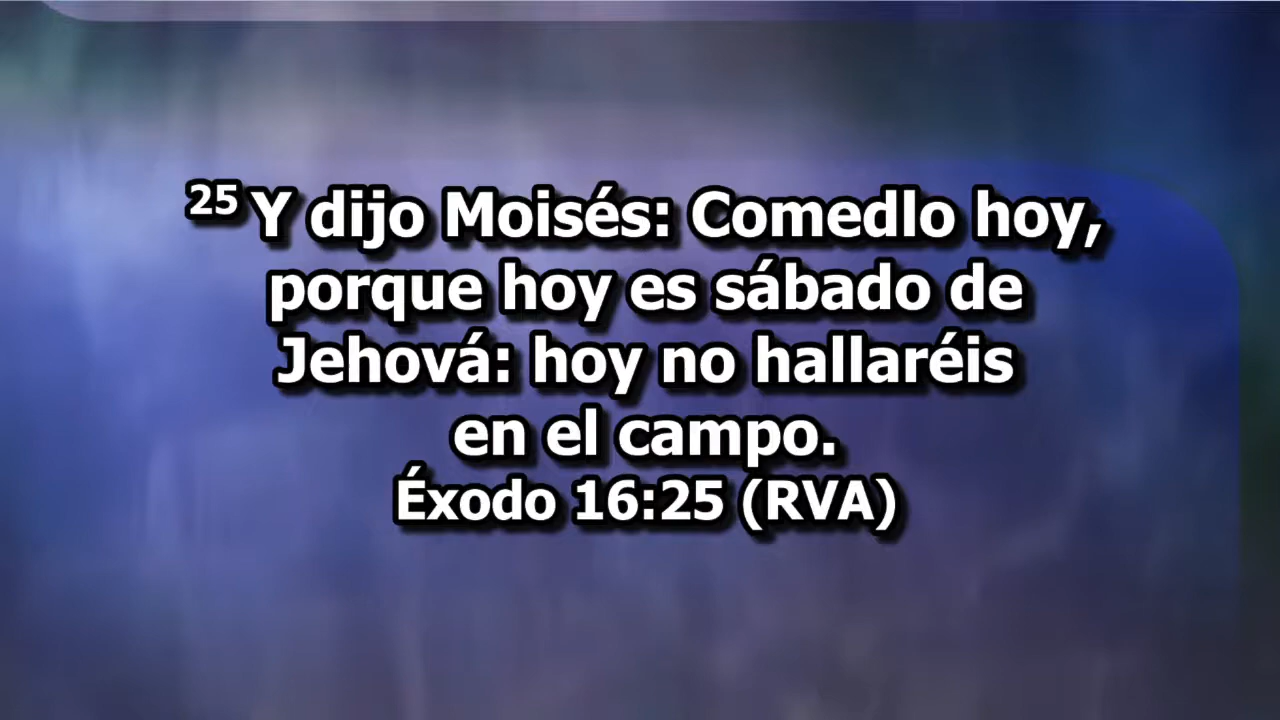 25 Y dijo Moisés: Comedlo hoy,
porque hoy es sábado de
Jehová: hoy no hallaréis
en el campo.
Éxodo 16:25 (RVA)